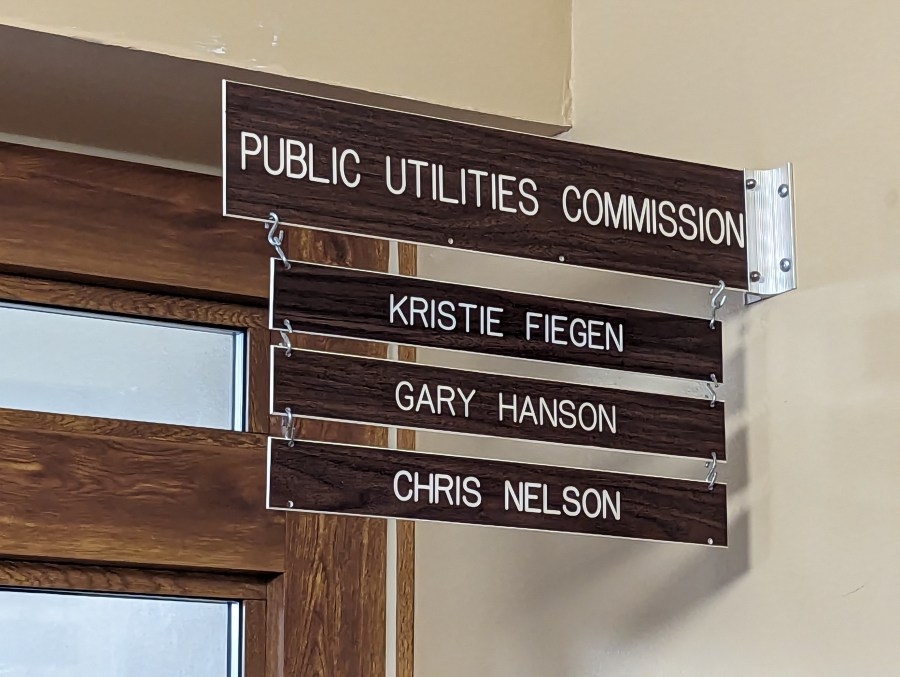 PUBLIC UTILITIES COMMISSION
KRISTIE FIEGEN
GARY HANSON
CHRIS NELSON